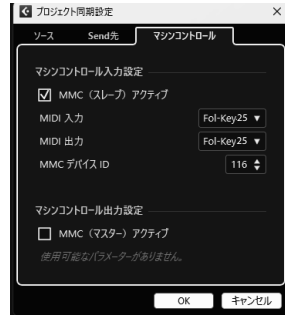 プロジェクト同期設定
ソース Send先 マシンコントロール
マシンコントロール入力設定
MMC（スレーブ）アクティブ
MIDI 入力 Fol-Key25
MIDI 出力 Fol-Key25
MMC デバイス ID 116
マシンコントロール出力設定
MMC（マスター）アクティブ
使用可能なパラメーターがありません。
OK キャンセル